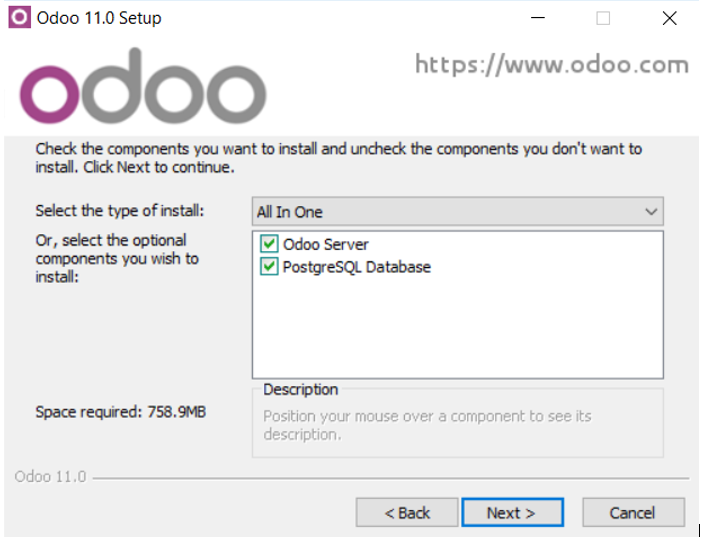 Odoo 11.0 Setup
odoo
https://www.odoo.com
Check the components you want to install and uncheck the components you don't want to
install. Click Next to continue.
Select the type of install:
All In One
Or, select the optional
components you wish to
install:
Odoo Server
PostgreSQL Database
Space required: 758.9MB
Description
Position your mouse over a component to see its
description.
Odoo 11.0
< Back
Next >
Cancel